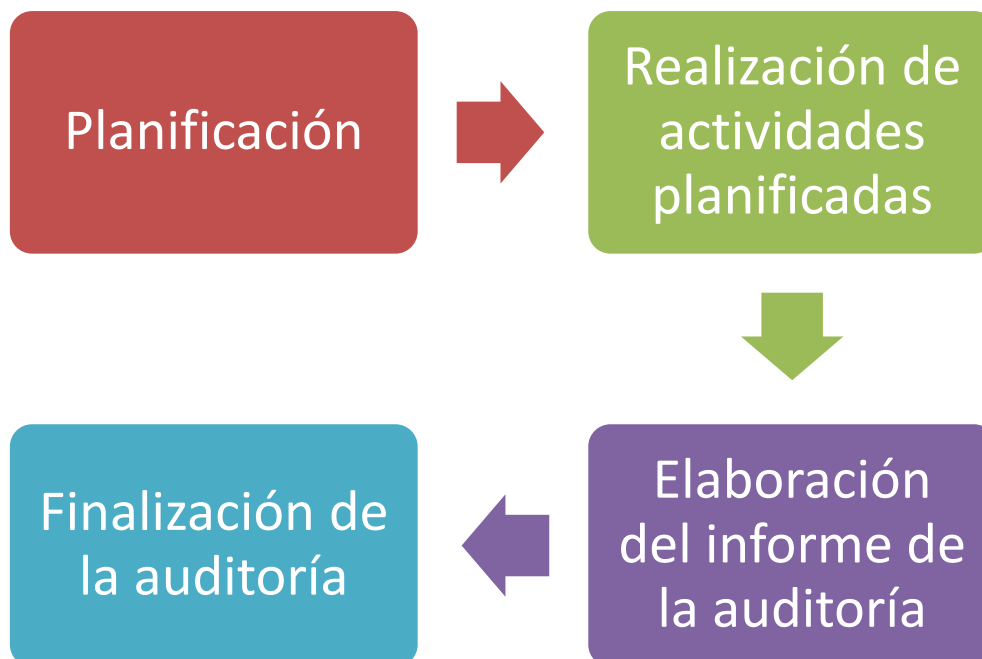 Planificación
Realización de
actividades
planificadas
Elaboración
del informe de
la auditoría
Finalización de
la auditoría